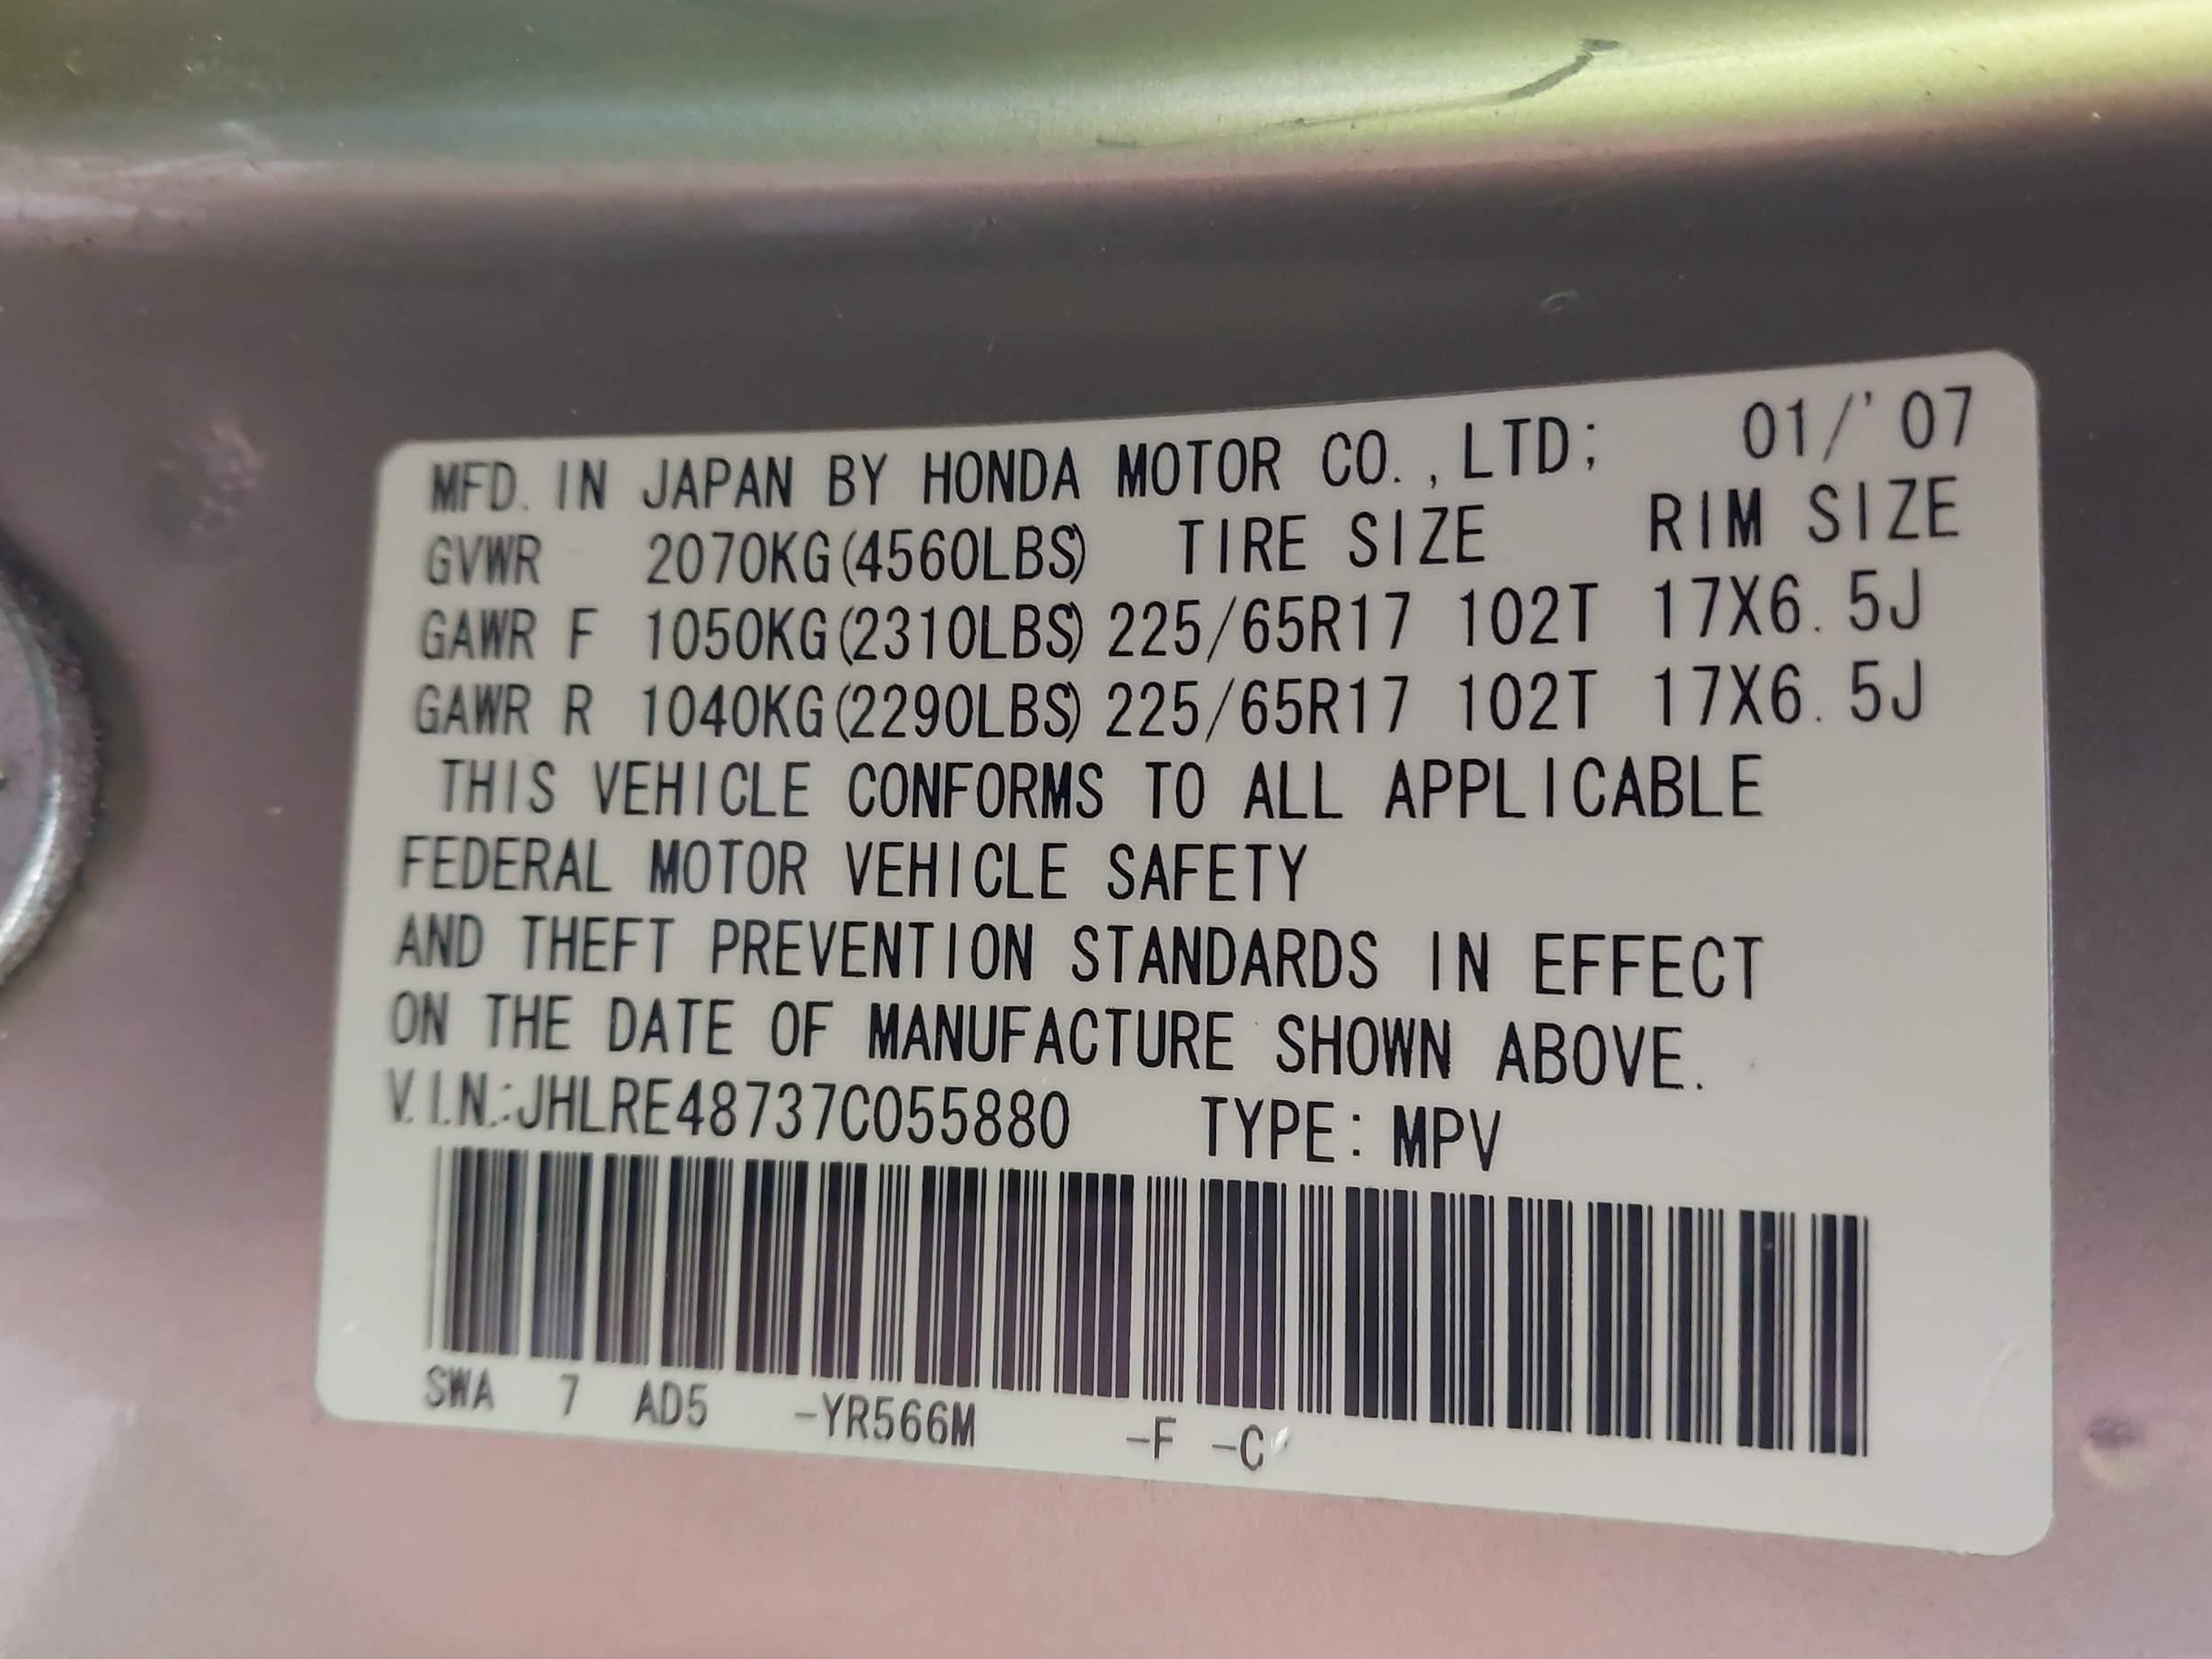 MFD. IN JAPAN BY HONDA MOTOR CO.,LTD; 01/'07
GVWR 2070KG(4560LBS) TIRE SIZE RIM SIZE
GAWR F 1050KG(2310LBS) 225/65R17 102T 17X6.5J
GAWR R 1040KG(2290LBS) 225/65R17 102T 17X6.5J
THIS VEHICLE CONFORMS TO ALL APPLICABLE
FEDERAL MOTOR VEHICLE SAFETY
AND THEFT PREVENTION STANDARDS IN EFFECT
ON THE DATE OF MANUFACTURE SHOWN ABOVE.
V.I.N.:JHLRE48737C055880 TYPE: MPV
SWA 7 AD5 -YR566M -F -C